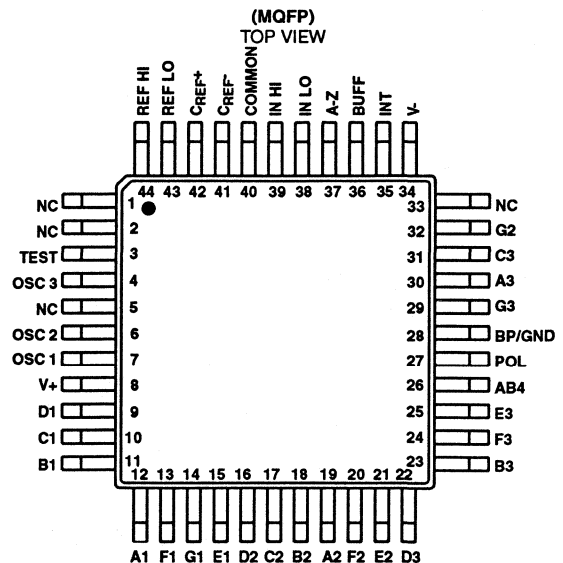 (MQFP)
TOP VIEW
REF HI
REF LO
CREF+
CREF-
COMMON
IN HI
IN LO
A-Z
BUFF
INT
V-
44 43 42 41 40 39 38 37 36 35 34
NC 1 33 NC
NC 2 32 G2
TEST 3 31 C3
OSC 3 4 30 A3
NC 5 29 G3
OSC 2 6 28 BP/GND
OSC 1 7 27 POL
V+ 8 26 AB4
D1 9 25 E3
C1 10 24 F3
B1 11 23 B3
12 13 14 15 16 17 18 19 20 21 22
A1 F1 G1 E1 D2 C2 B2 A2 F2 E2 D3